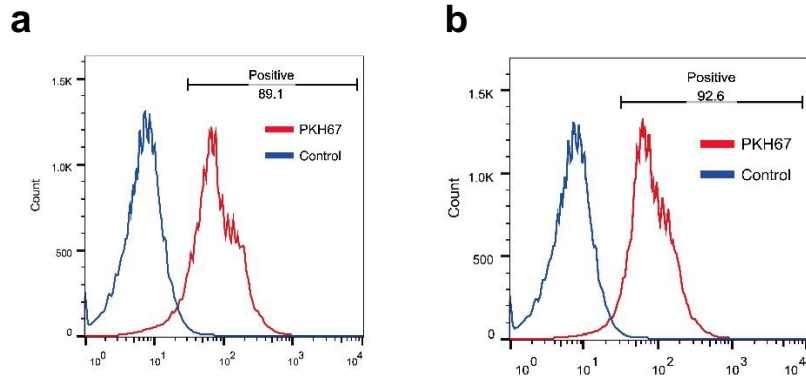 a
Positive
89.1
1.5K
PKH67
Control
1.0K
Count
500
0
10^0 10^1 10^2 10^3 10^4
b
Positive
92.6
1.5K
PKH67
Control
1.0K
Count
500
0
10^0 10^1 10^2 10^3 10^4